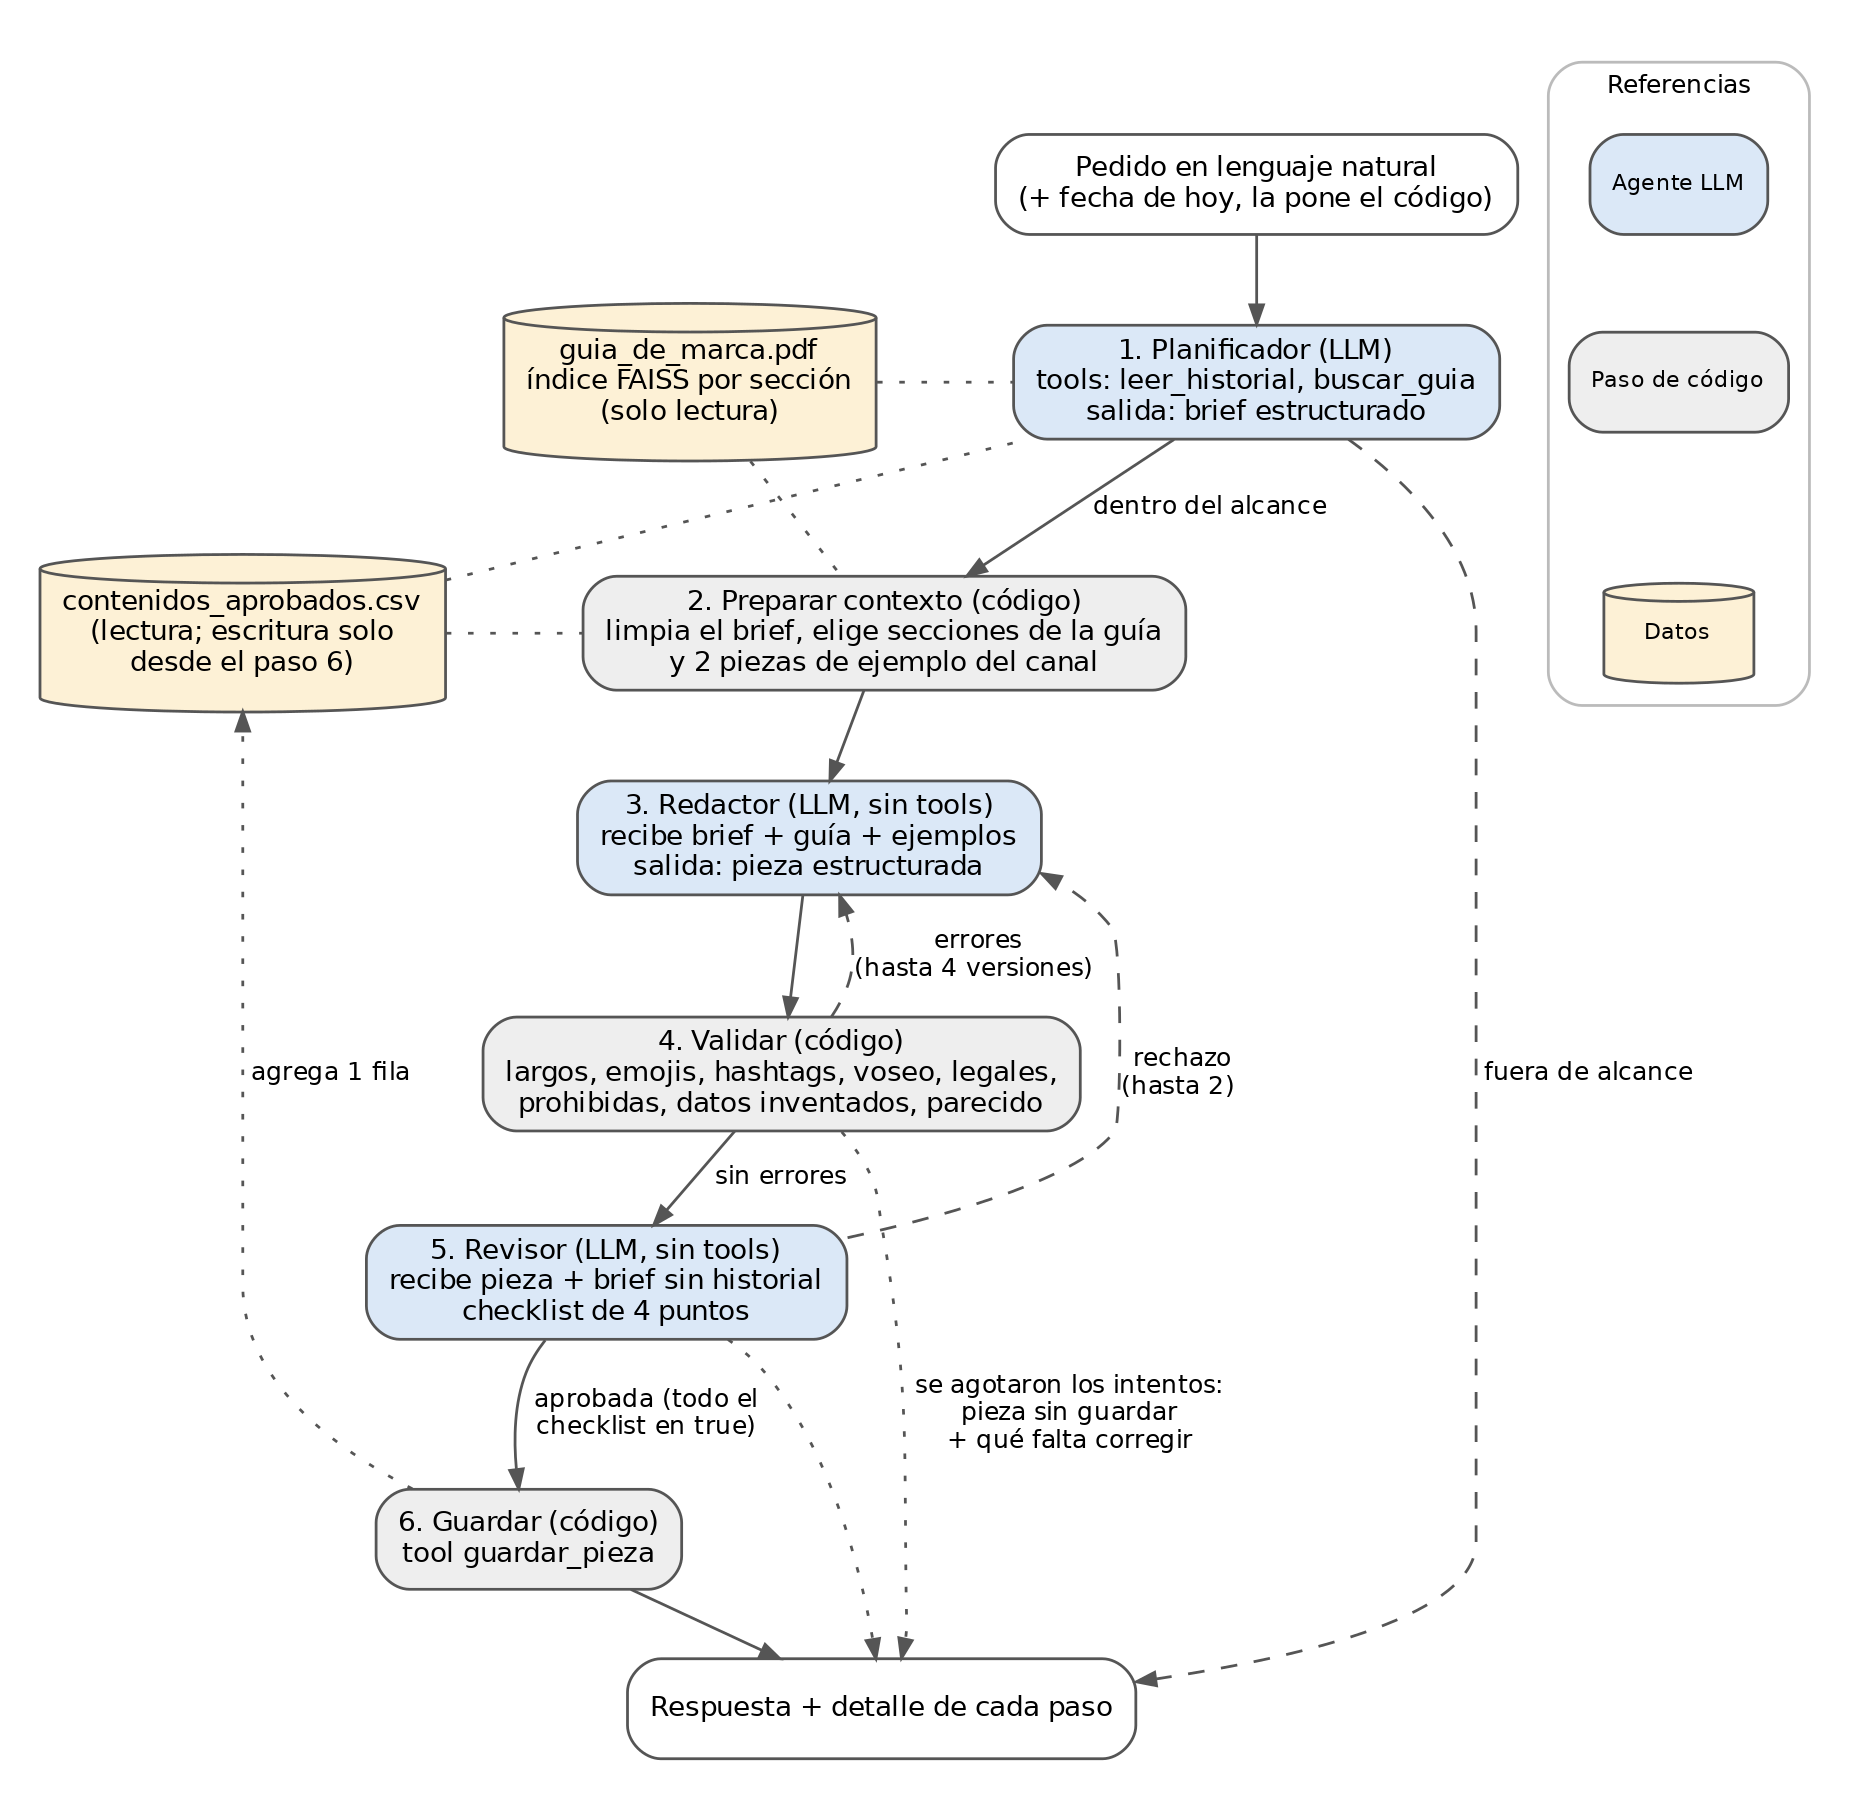 Referencias
Agente LLM
Paso de código
Datos
Pedido en lenguaje natural
(+ fecha de hoy, la pone el código)
guia_de_marca.pdf
índice FAISS por sección
(solo lectura)
1. Planificador (LLM)
tools: leer_historial, buscar_guia
salida: brief estructurado
dentro del alcance
contenidos_aprobados.csv
(lectura; escritura solo
desde el paso 6)
2. Preparar contexto (código)
limpia el brief, elige secciones de la guía
y 2 piezas de ejemplo del canal
3. Redactor (LLM, sin tools)
recibe brief + guía + ejemplos
salida: pieza estructurada
errores
(hasta 4 versiones)
4. Validar (código)
largos, emojis, hashtags, voseo, legales,
prohibidas, datos inventados, parecido
agrega 1 fila
rechazo
(hasta 2)
fuera de alcance
sin errores
5. Revisor (LLM, sin tools)
recibe pieza + brief sin historial
checklist de 4 puntos
aprobada (todo el
checklist en true)
se agotaron los intentos:
pieza sin guardar
+ qué falta corregir
6. Guardar (código)
tool guardar_pieza
Respuesta + detalle de cada paso